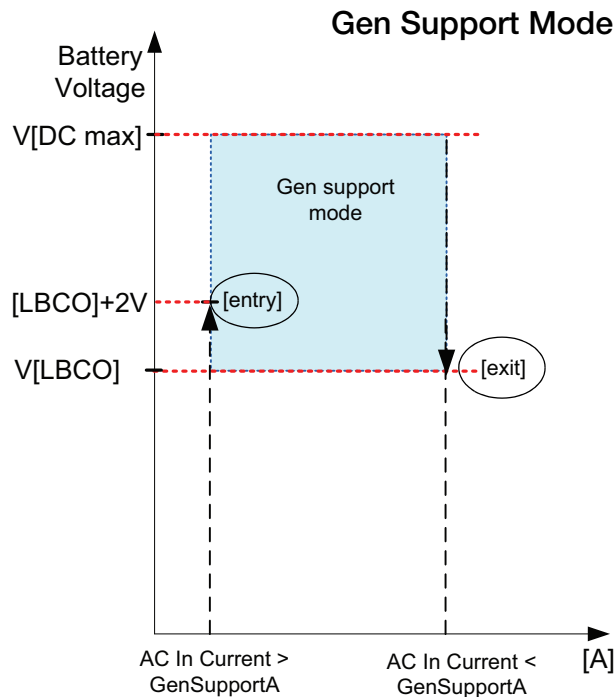 Gen Support Mode
Battery
Voltage
V[DC max]
Gen support
mode
[LBCO]+2V
[entry]
V[LBCO]
[exit]
AC In Current >
GenSupportA
AC In Current <
GenSupportA
[A]